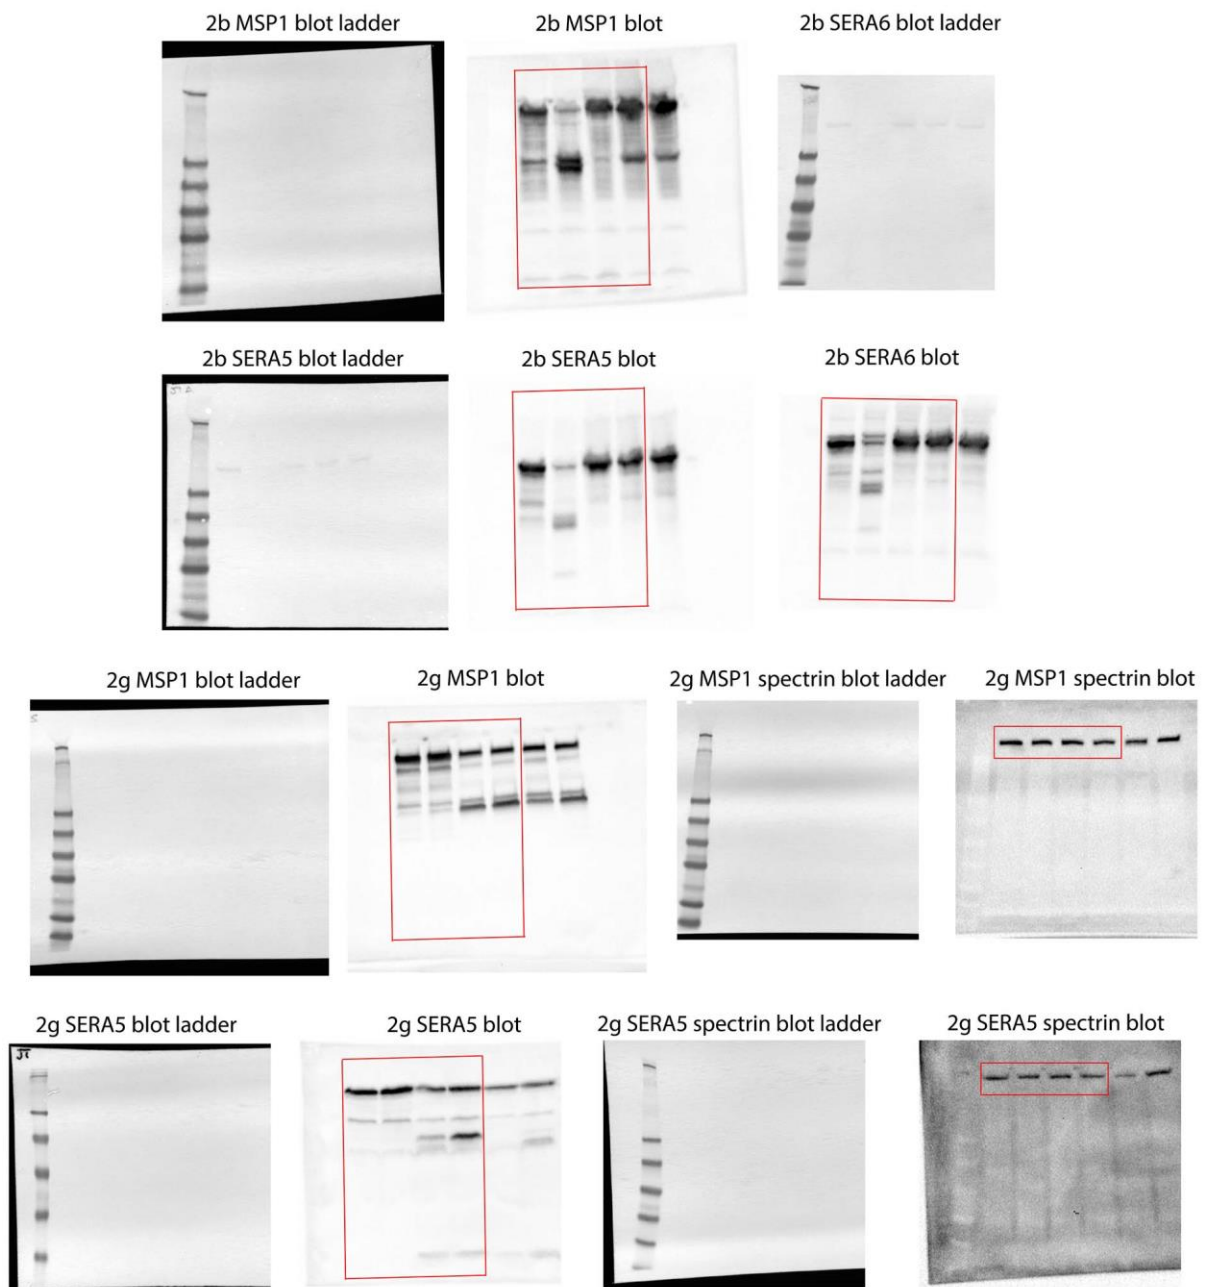 2b MSP1 blot ladder 2b MSP1 blot 2b SERA6 blot ladder
2b SERA5 blot ladder 2b SERA5 blot 2b SERA6 blot
2g MSP1 blot ladder 2g MSP1 blot 2g MSP1 spectrin blot ladder 2g MSP1 spectrin blot
2g SERA5 blot ladder 2g SERA5 blot 2g SERA5 spectrin blot ladder 2g SERA5 spectrin blot